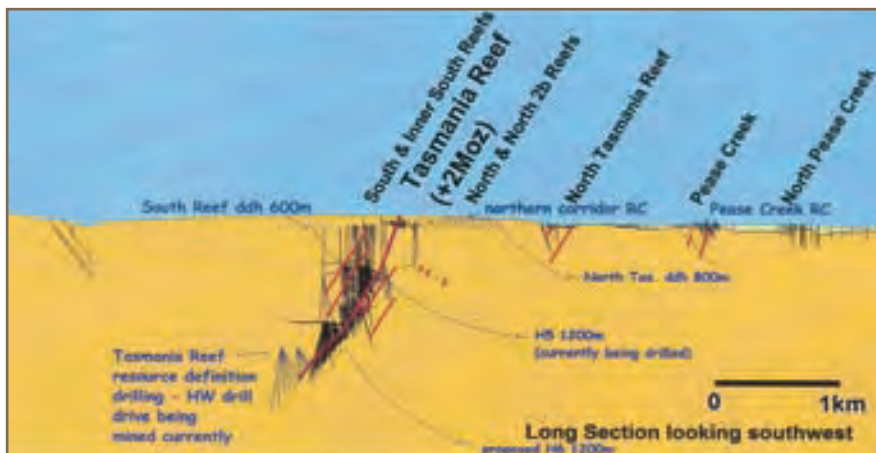 South & Inner South Reefs
Tasmania Reef
(+2Moz)
North & North 2b Reefs
North Tasmania Reef
Pease Creek
North Pease Creek
South Reef ddh 600m
northern corridor RC
Pease Creek RC
North Tas. ddh 800m
H5 1200m
(currently being drilled)
Tasmania Reef
resource definition
drilling - HW drill
drive being
mined currently
0 1km
Long Section looking southwest
proposed H6 1200m